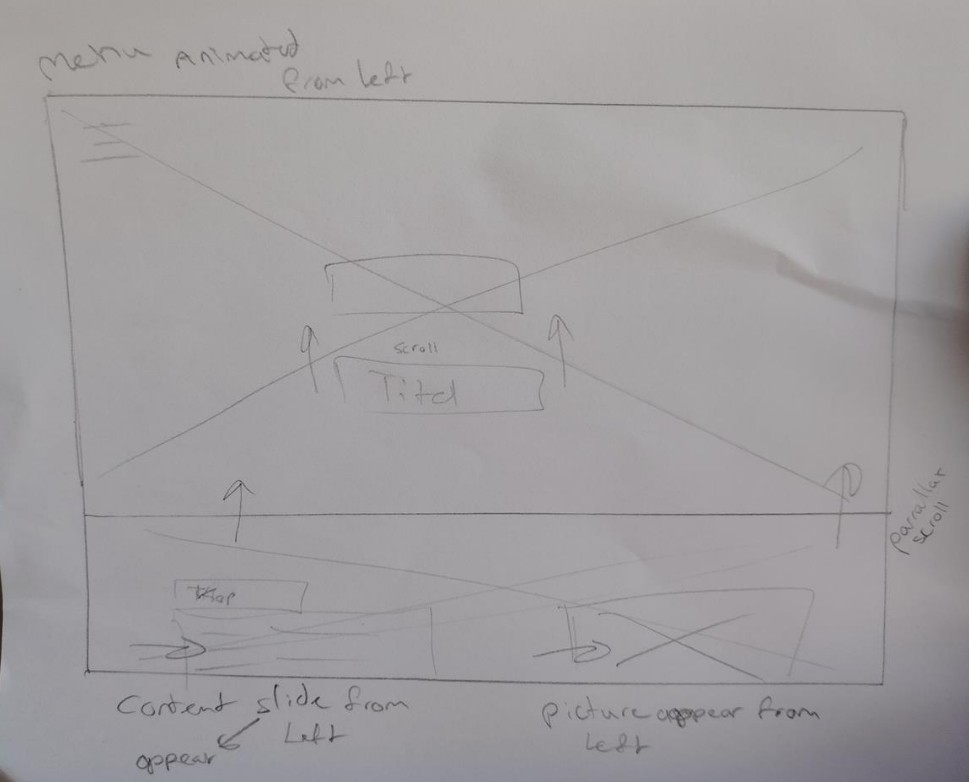 Menu Animated
from left
scroll
Titel
parallax
scroll
Kop
Content slide from
Left
appear
picture appear from
Left